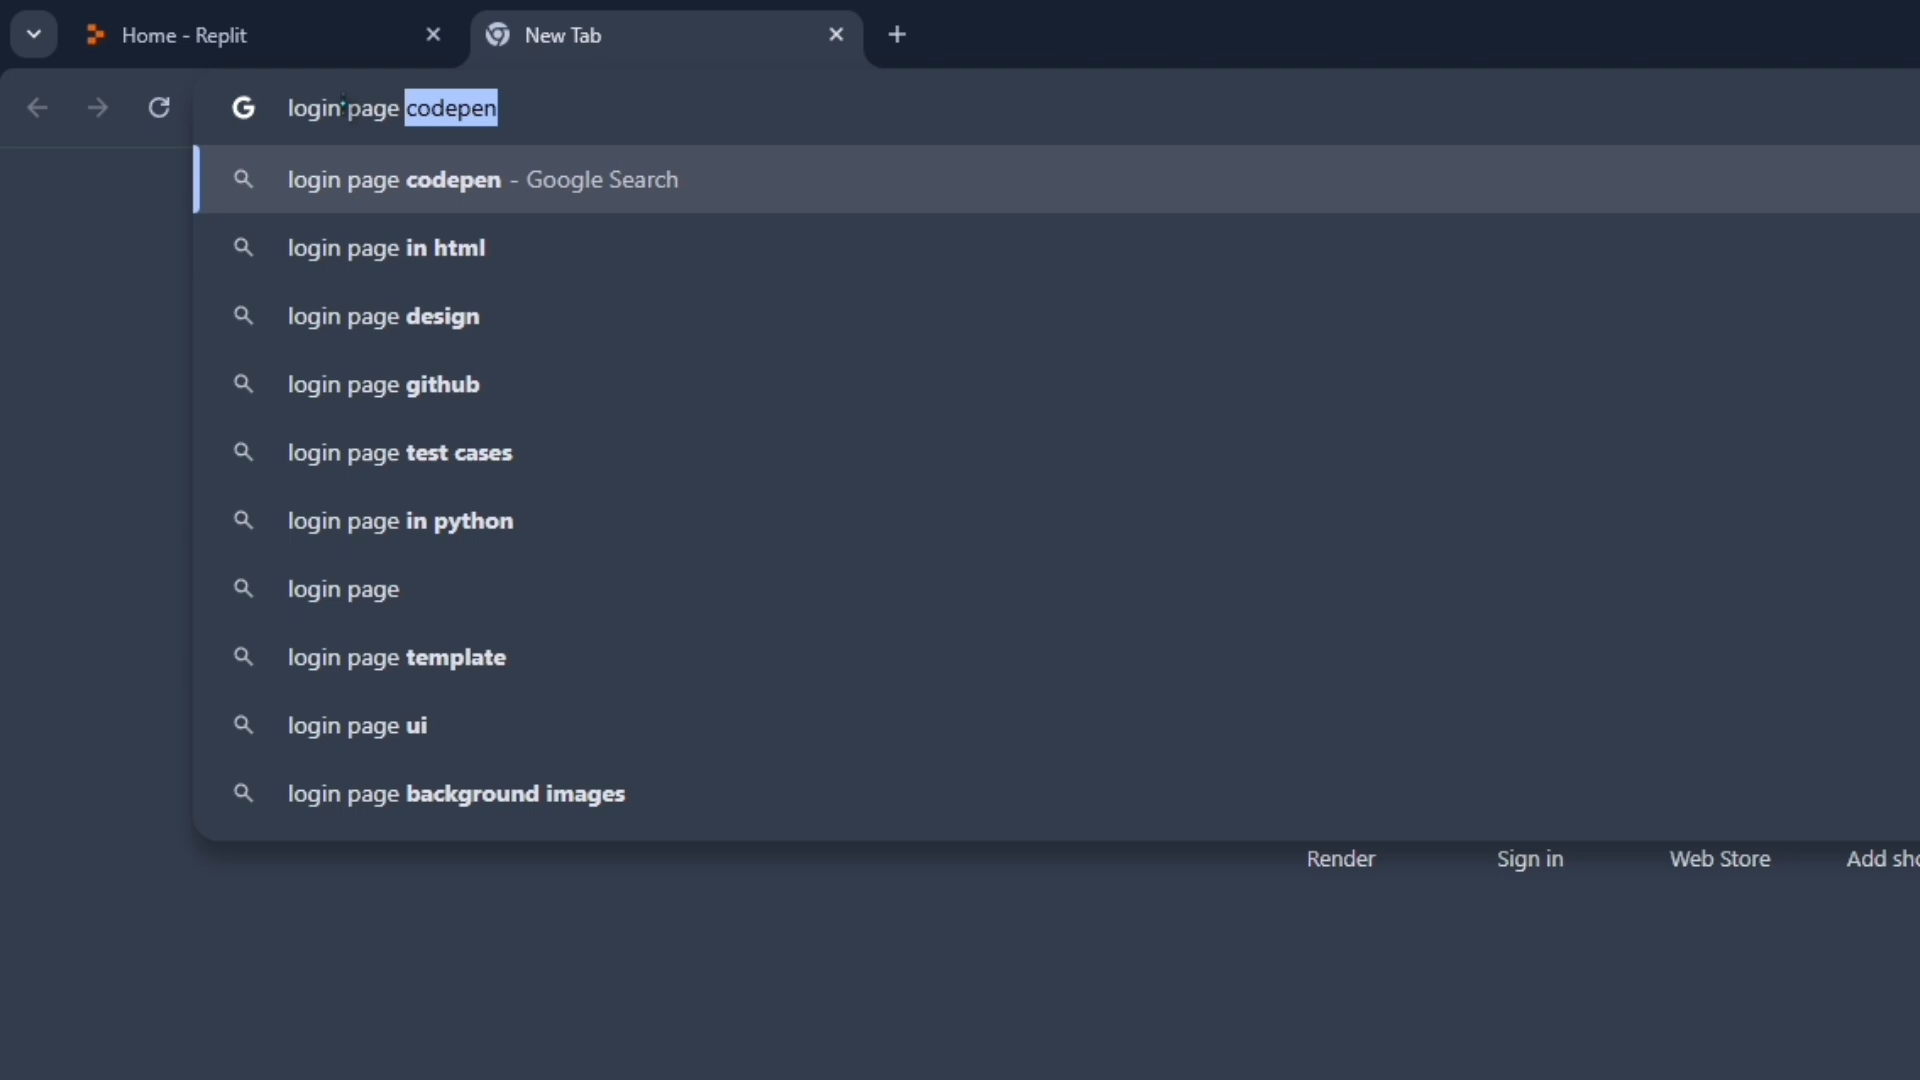 Home - Replit
New Tab
login page codepen
login page codepen - Google Search
login page in html
login page design
login page github
login page test cases
login page in python
login page
login page template
login page ui
login page background images
Render Sign in Web Store Add sho